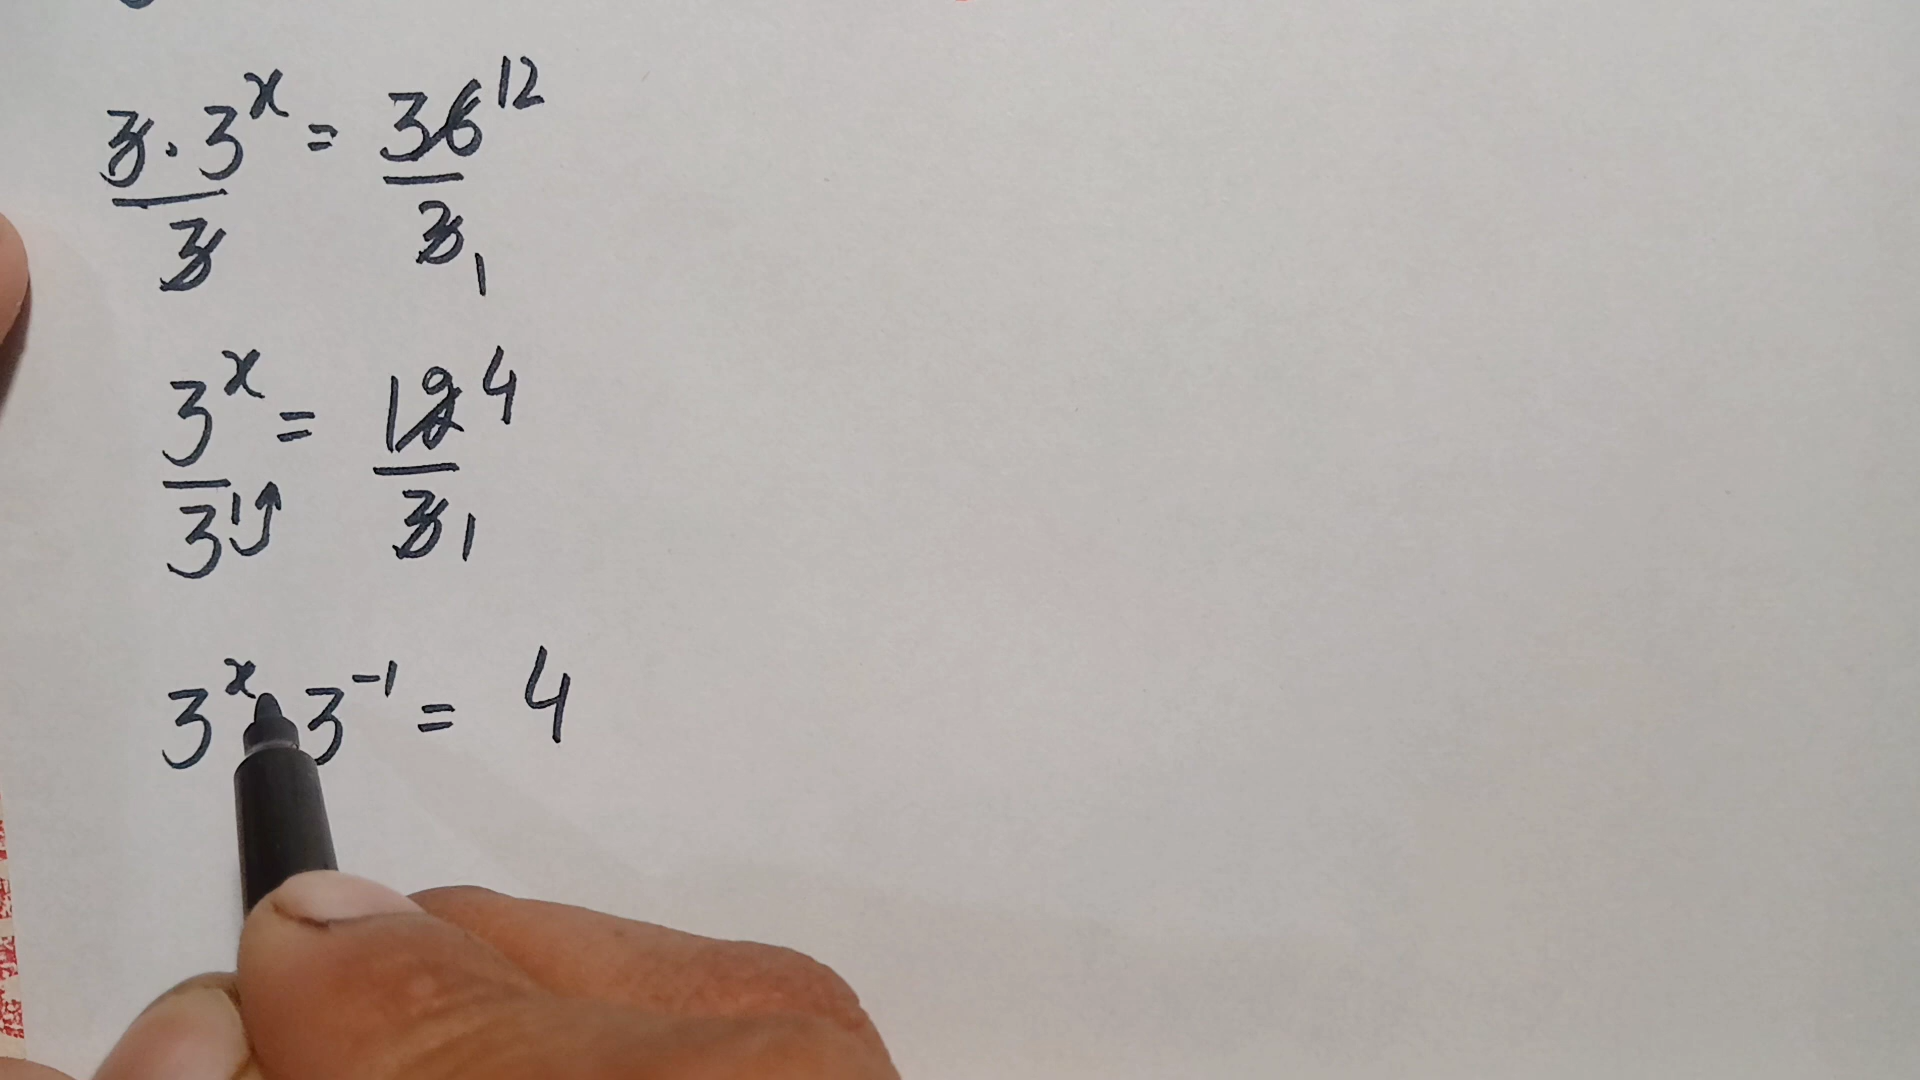 3 · 3^x = 36 12
3 3 1
3^x = 12 4
3^1 3 1
3^x 3^-1 = 4